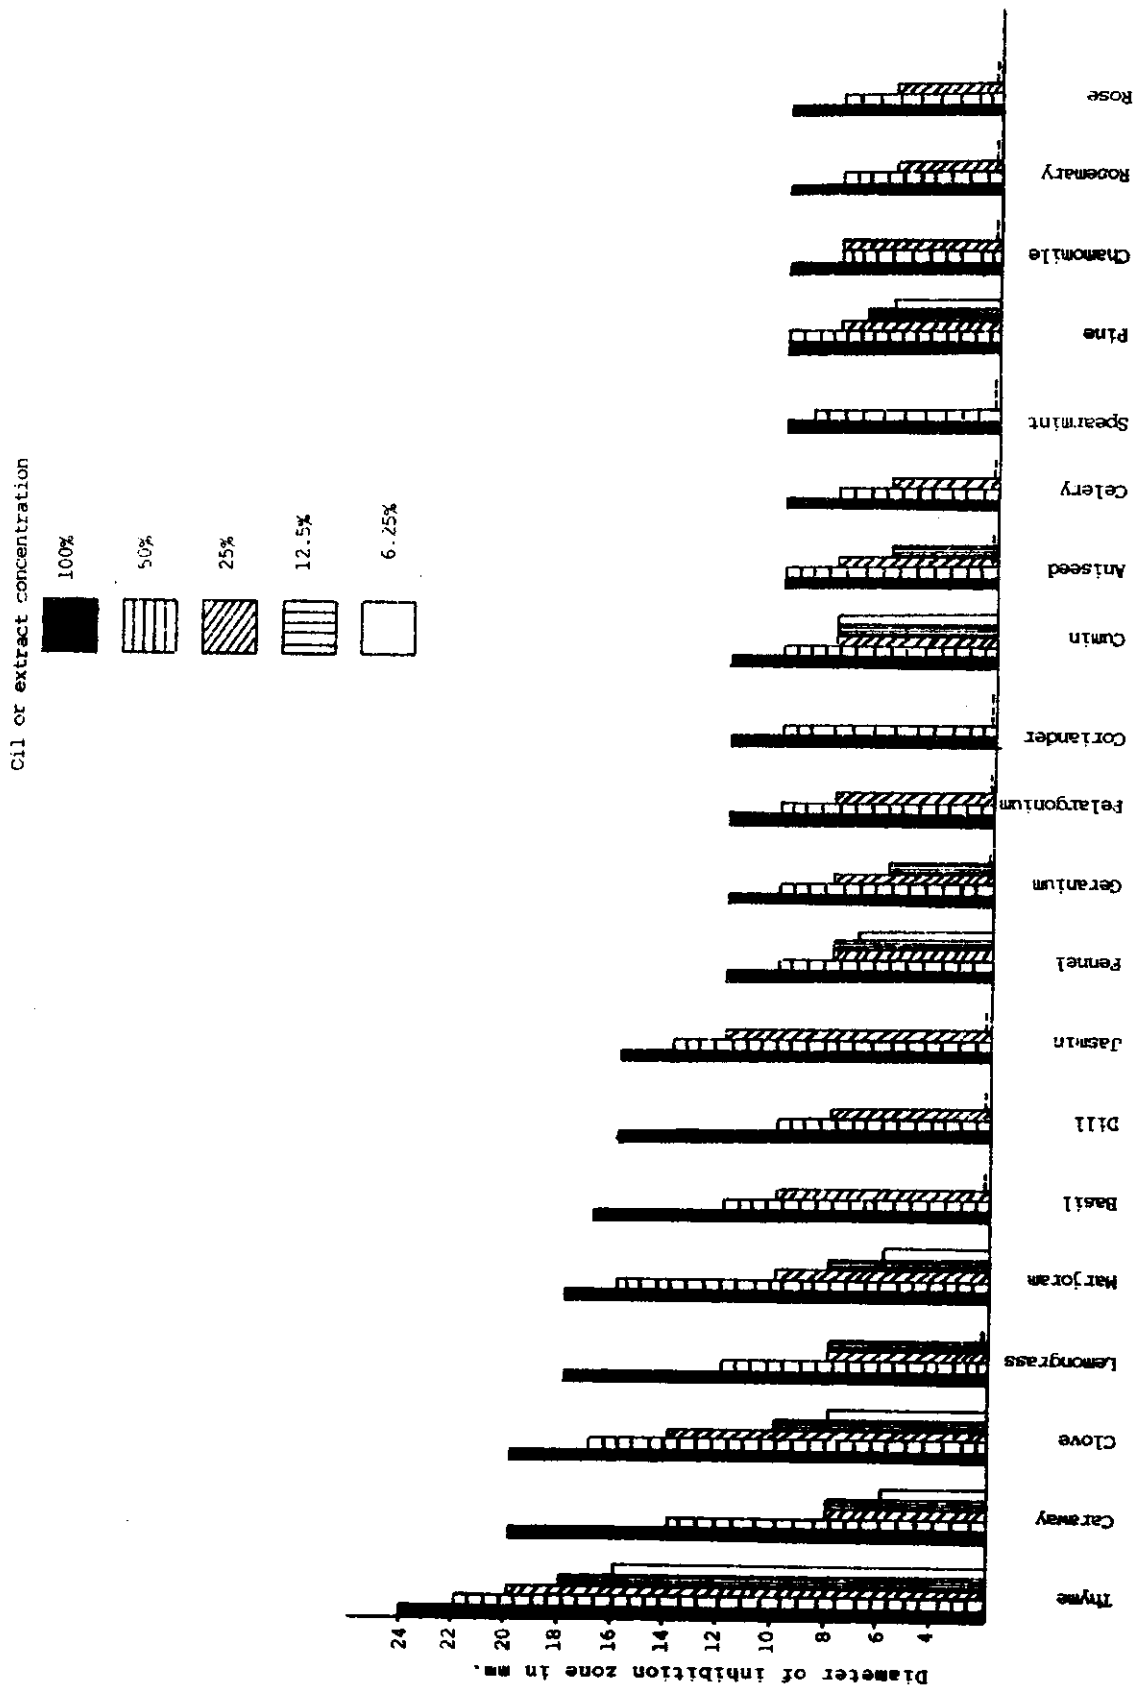 Cil or extract concentration
100%
50%
25%
12.5%
6.25%
Diameter of inhibition zone in mm.
24
22
20
18
16
14
12
10
8
6
4
Thyme
Caraway
Clove
Lemongrass
Marjoram
Basil
Dill
Jasmin
Fennel
Geranium
Pelargonium
Coriander
Cumin
Aniseed
Celery
Spearmint
Pine
Chamomile
Rosemary
Rose